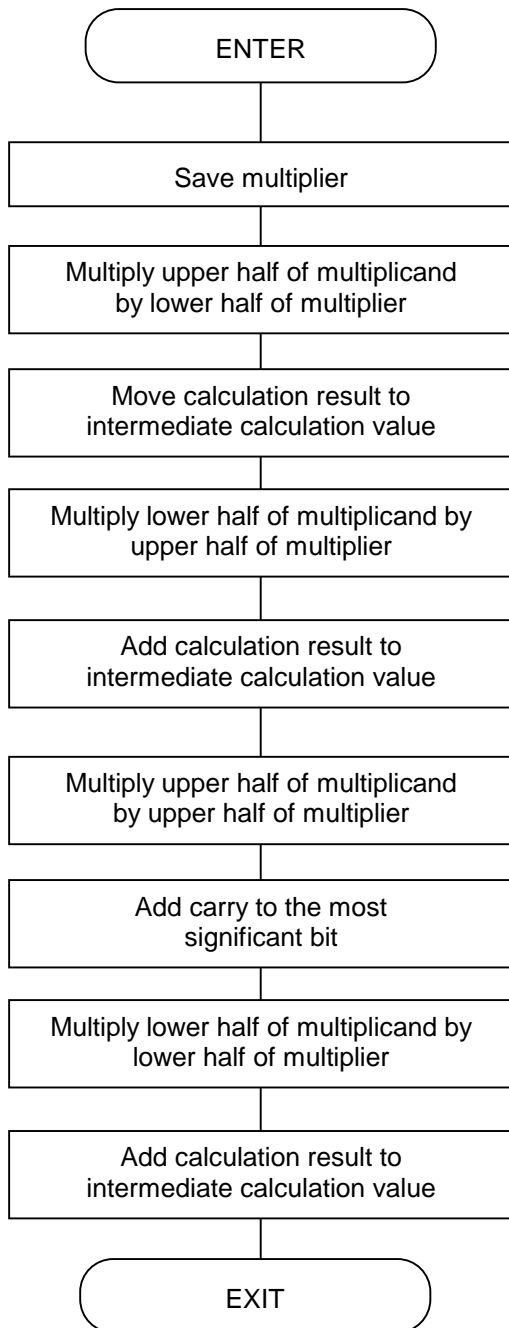 ENTER
Save multiplier
Multiply upper half of multiplicand
by lower half of multiplier
Move calculation result to
intermediate calculation value
Multiply lower half of multiplicand by
upper half of multiplier
Add calculation result to
intermediate calculation value
Multiply upper half of multiplicand
by upper half of multiplier
Add carry to the most
significant bit
Multiply lower half of multiplicand by
lower half of multiplier
Add calculation result to
intermediate calculation value
EXIT